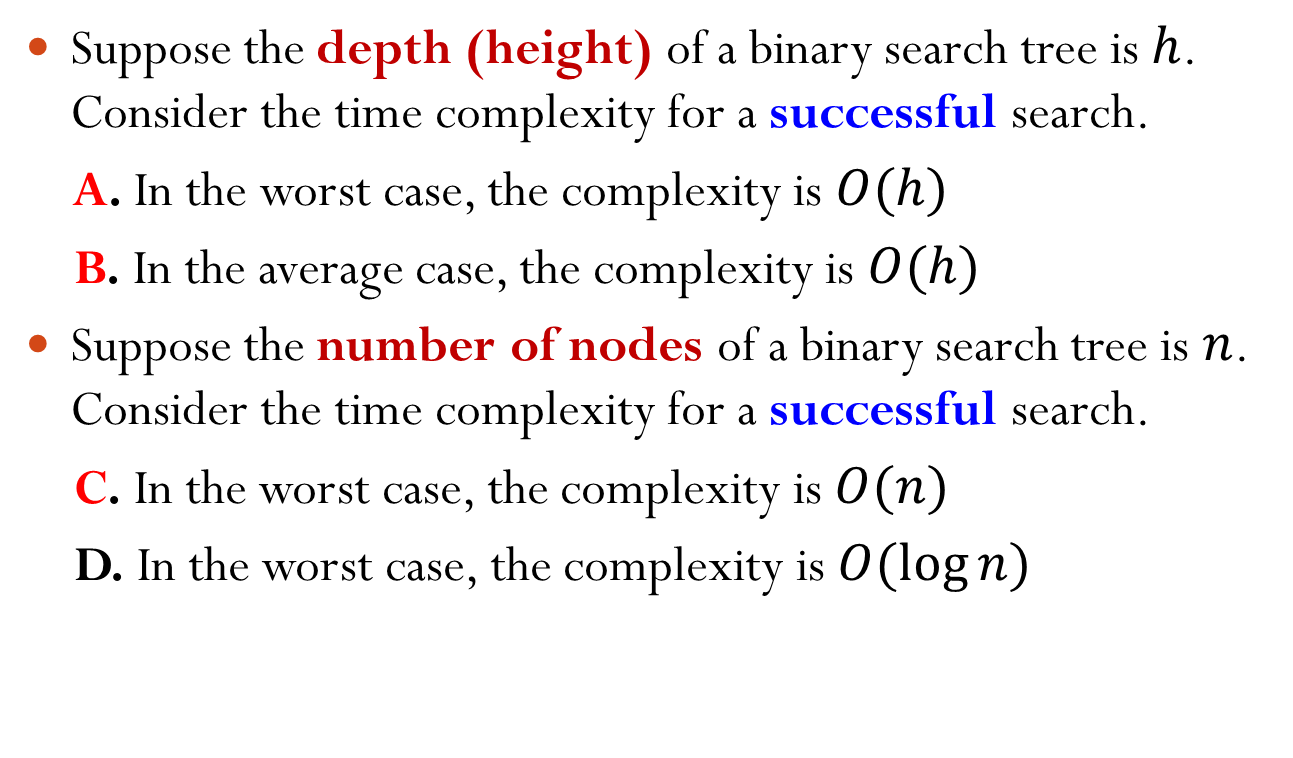 • Suppose the depth (height) of a binary search tree is ℎ.
Consider the time complexity for a successful search.
A. In the worst case, the complexity is 𝑂(ℎ)
B. In the average case, the complexity is 𝑂(ℎ)
• Suppose the number of nodes of a binary search tree is 𝑛.
Consider the time complexity for a successful search.
C. In the worst case, the complexity is 𝑂(𝑛)
D. In the worst case, the complexity is 𝑂(log 𝑛)